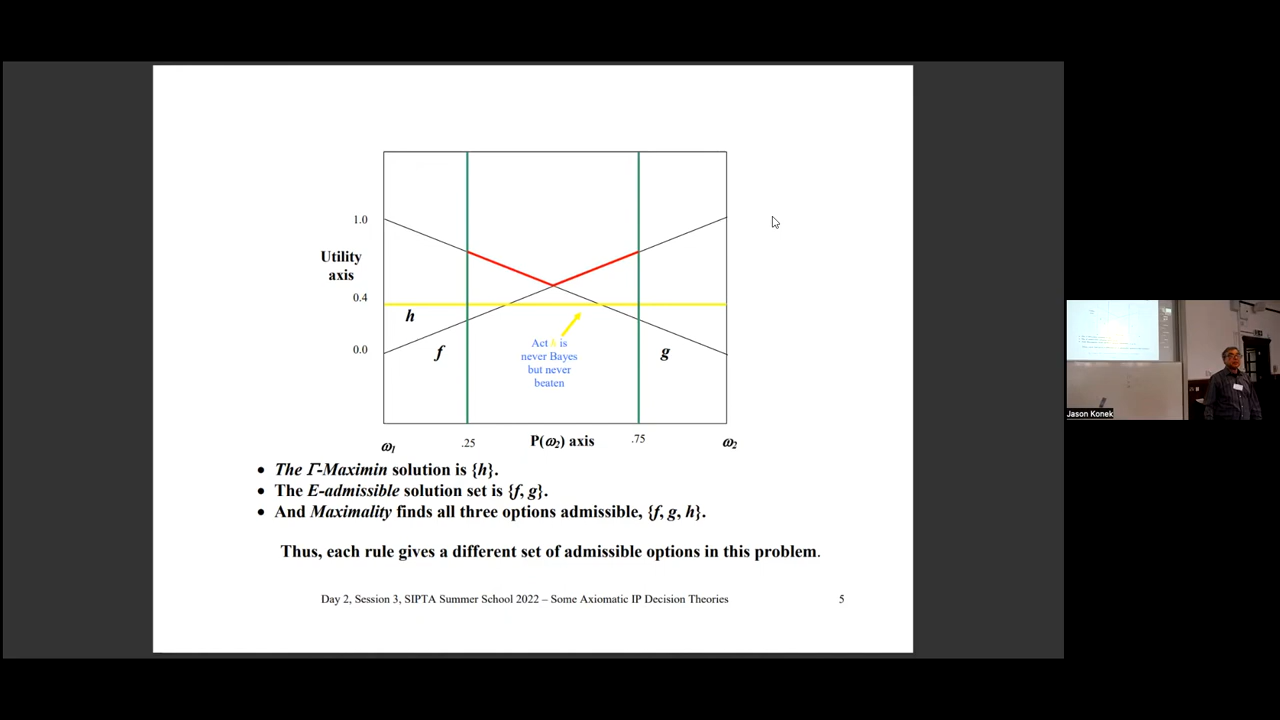 1.0
Utility
axis
0.4
h
0.0
f
g
Act h is
never Bayes
but never
beaten
ω1
.25
P(ω2) axis
.75
ω2
• The Γ-Maximin solution is {h}.
• The E-admissible solution set is {f, g}.
• And Maximality finds all three options admissible, {f, g, h}.
Thus, each rule gives a different set of admissible options in this problem.
Day 2, Session 3, SIPTA Summer School 2022 – Some Axiomatic IP Decision Theories
5
Jason Konek